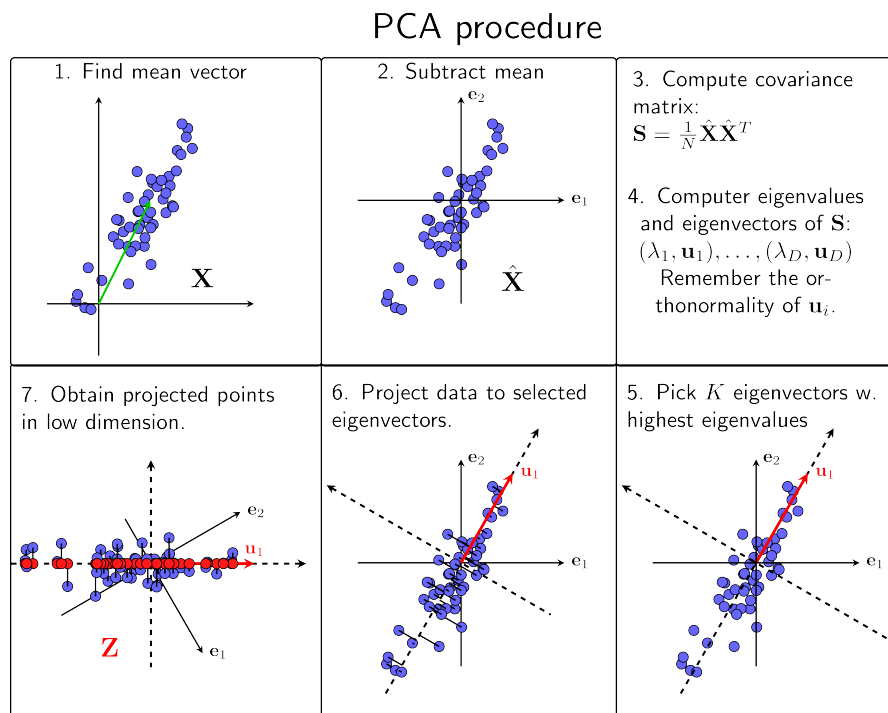 PCA procedure
1. Find mean vector
X
2. Subtract mean
e₂
e₁
X̂
3. Compute covariance
matrix:
S = 1/N X̂X̂ᵀ
4. Computer eigenvalues
and eigenvectors of S:
(λ₁, u₁), . . . , (λ_D, u_D)
Remember the or-
thonormality of uᵢ.
7. Obtain projected points
in low dimension.
e₂
u₁
Z
e₁
6. Project data to selected
eigenvectors.
e₂
u₁
e₁
5. Pick K eigenvectors w.
highest eigenvalues
e₂
u₁
e₁